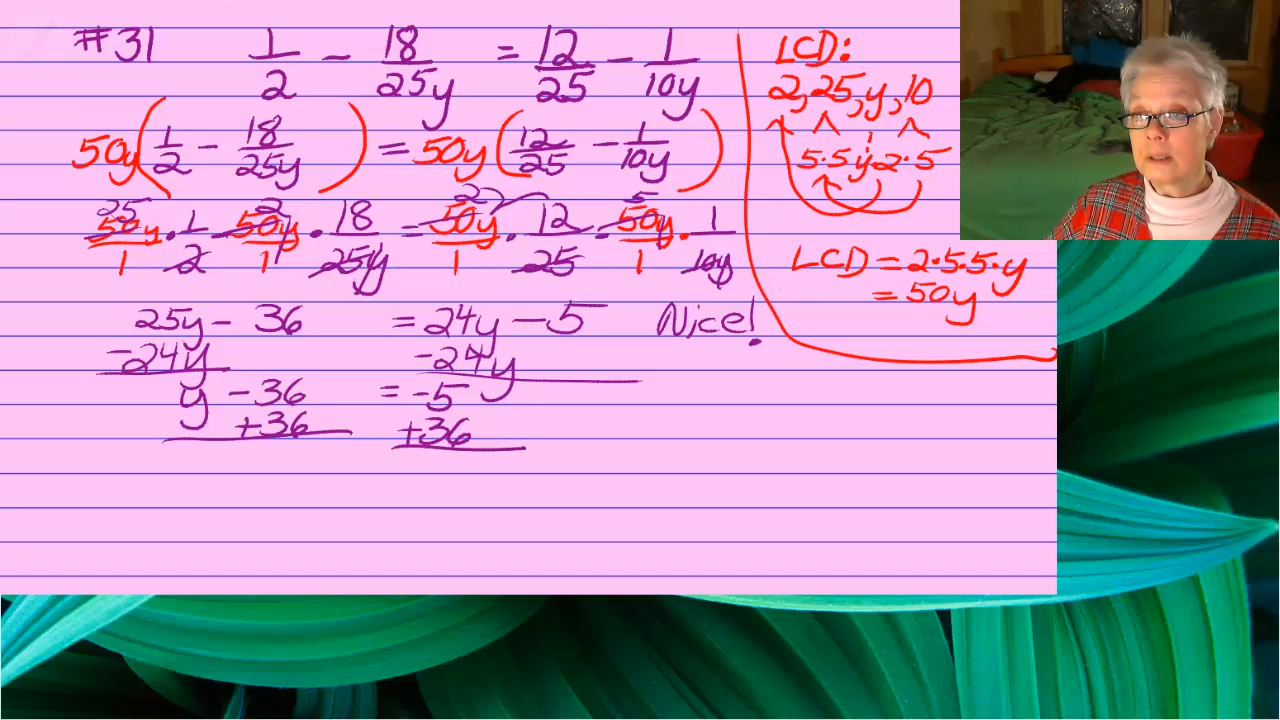 #31 1/2 - 18/25y = 12/25 - 1/10y
50y(1/2 - 18/25y) = 50y(12/25 - 1/10y)
25 2 2 5
50y/1 · 1/2 - 50y/1 · 18/25y = 50y/1 · 12/25 - 50y/1 · 1/10y
25y - 36 = 24y - 5 Nice!
-24y -24y
y - 36 = -5
+36 +36
LCD:
2, 25, y, 10
5·5 y 2·5
LCD = 2·5·5·y
= 50y